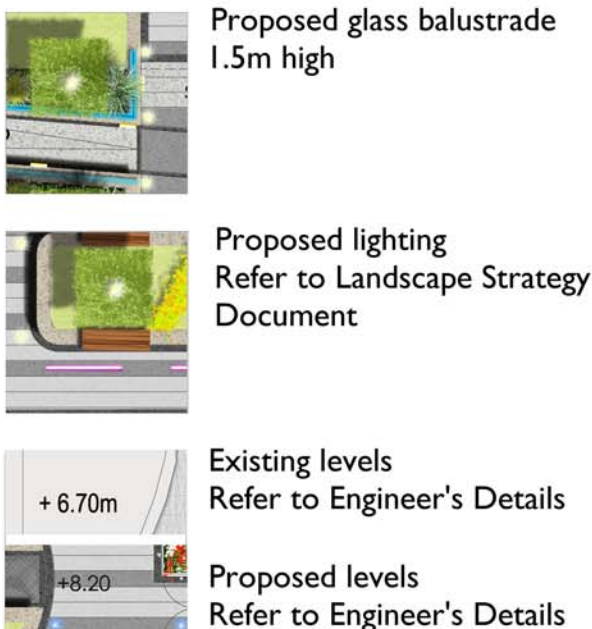 Proposed glass balustrade
1.5m high
Proposed lighting
Refer to Landscape Strategy
Document
Existing levels
Refer to Engineer's Details
+ 6.70m
Proposed levels
Refer to Engineer's Details
+8.20